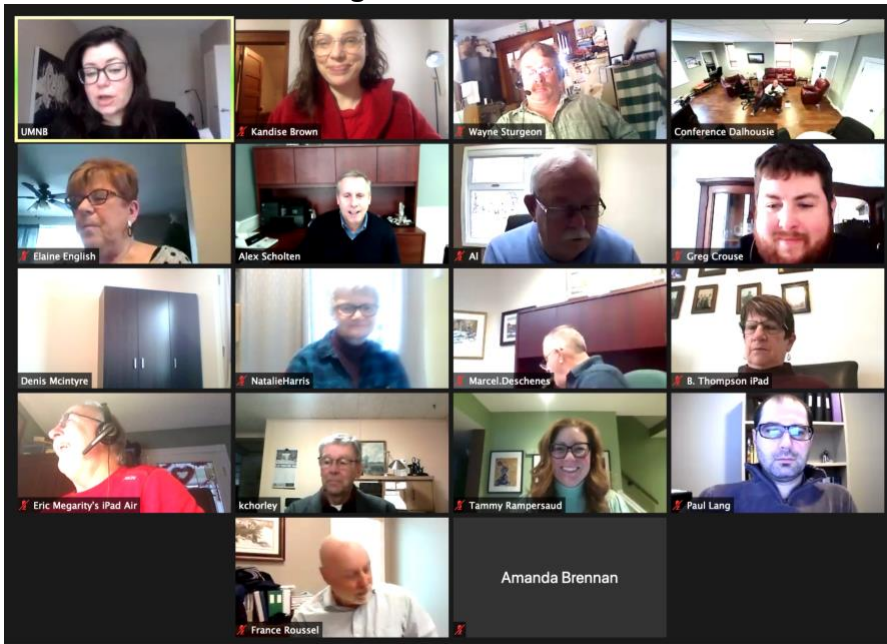 UMNB
Kandise Brown
Wayne Sturgeon
Conference Dalhousie
Elaine English
Alex Scholten
Al
Greg Crouse
Denis Mcintyre
NatalieHarris
Marcel.Deschenes
B. Thompson iPad
Eric Megarity's iPad Air
kchorley
Tammy Rampersaud
Paul Lang
France Roussel
Amanda Brennan